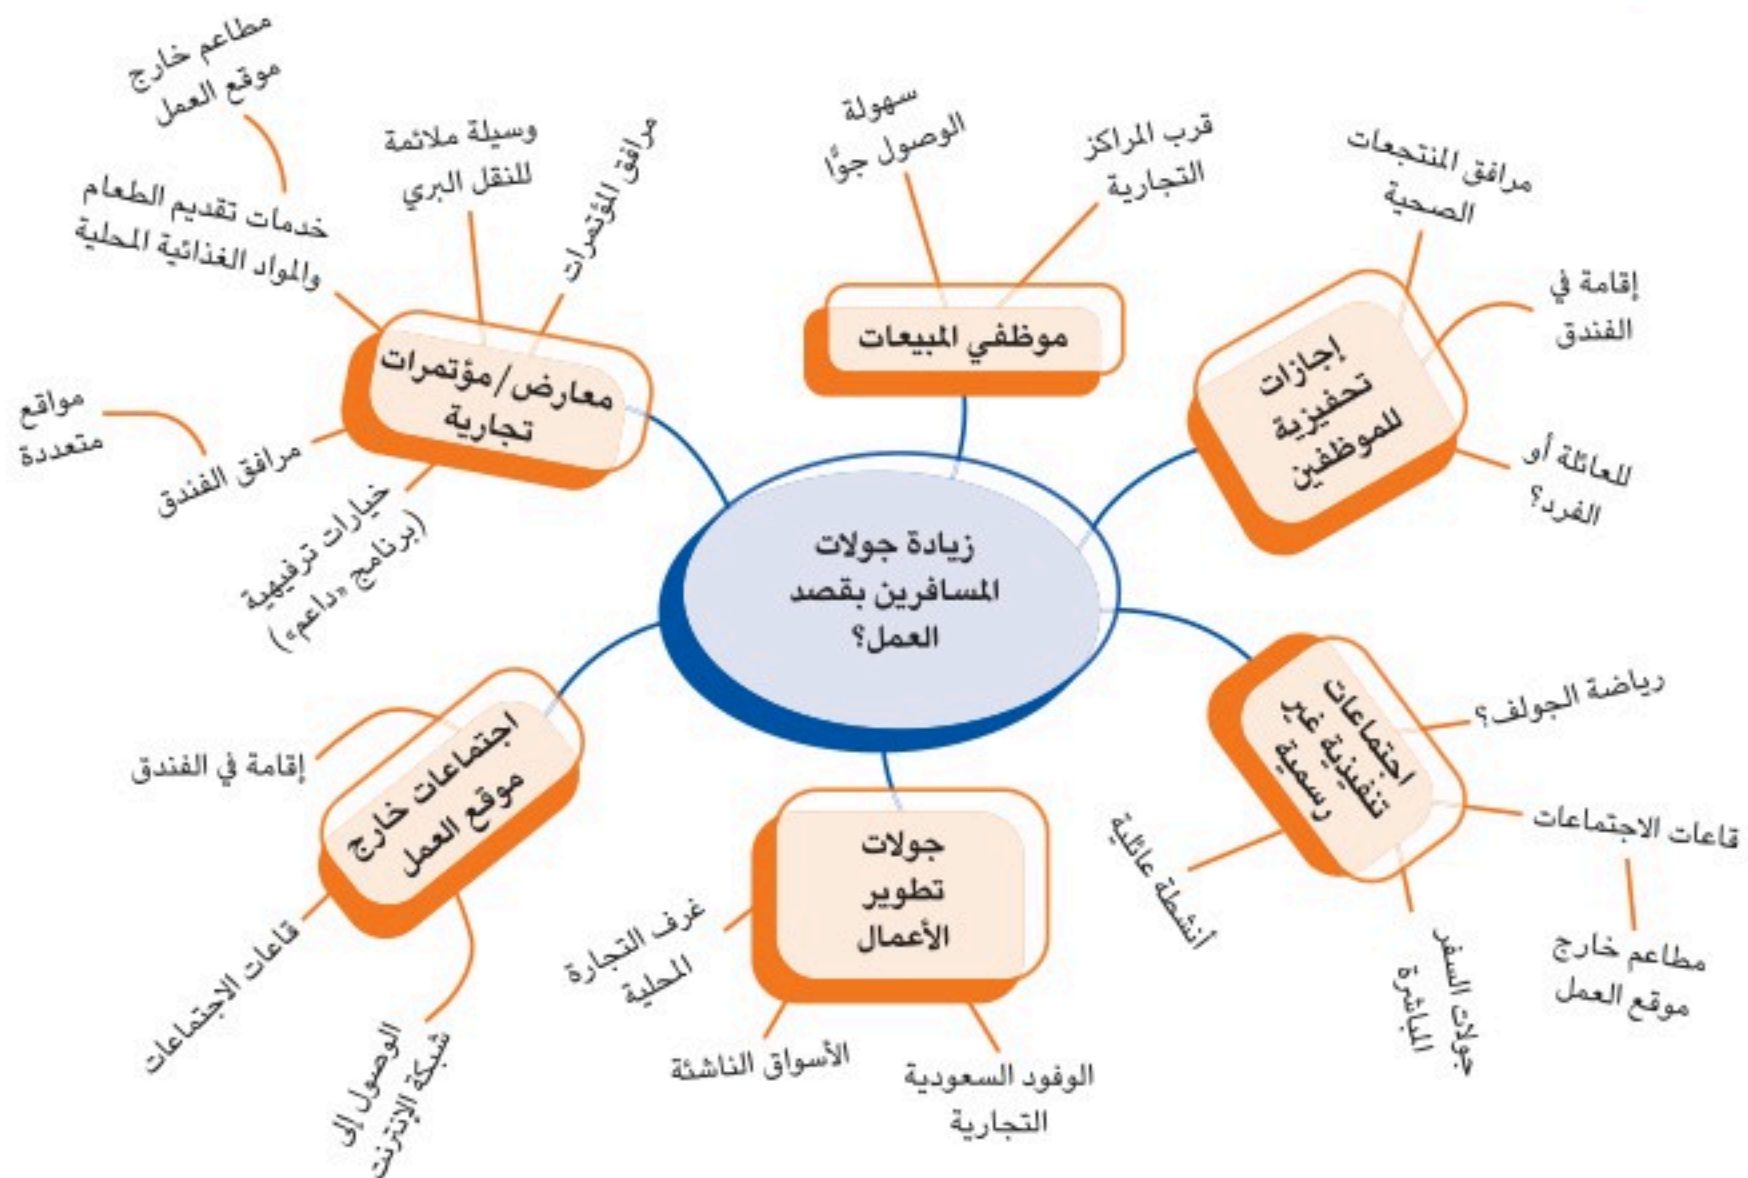 زيادة جولات
المسافرين بقصد
العمل؟
موظفي المبيعات
سهولة
الوصول جوًّا
قرب المراكز
التجارية
إجازات
تحفيزية
للموظفين
مرافق المنتجعات
الصحية
إقامة في
الفندق
للعائلة أو
الفرد؟
اجتماعات
تنفيذية غير
رسمية
رياضة الجولف؟
قاعات الاجتماعات
مطاعم خارج
موقع العمل
جولات السفر
المباشرة
أنشطة عائلية
جولات
تطوير
الأعمال
الوفود السعودية
التجارية
الأسواق الناشئة
غرف التجارة
المحلية
اجتماعات خارج
موقع العمل
إقامة في الفندق
قاعات الاجتماعات
الوصول إلى
شبكة الإنترنت
معارض/مؤتمرات
تجارية
مرافق المؤتمرات
وسيلة ملائمة
للنقل البري
خدمات تقديم الطعام
والمواد الغذائية المحلية
مطاعم خارج
موقع العمل
مرافق الفندق
مواقع
متعددة
خيارات ترفيهية
(برنامج «داعم»)